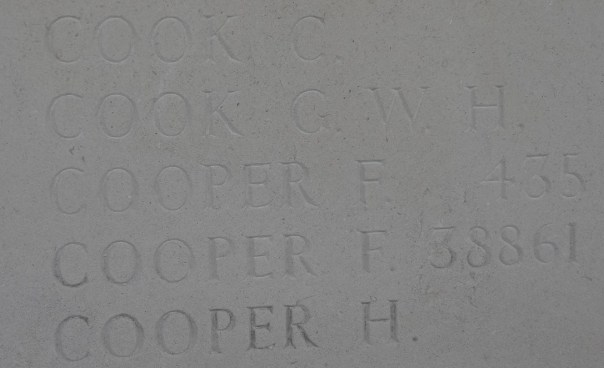 COOK C.
COOK G. W. H.
COOPER F. 435
COOPER F. 38861
COOPER H.